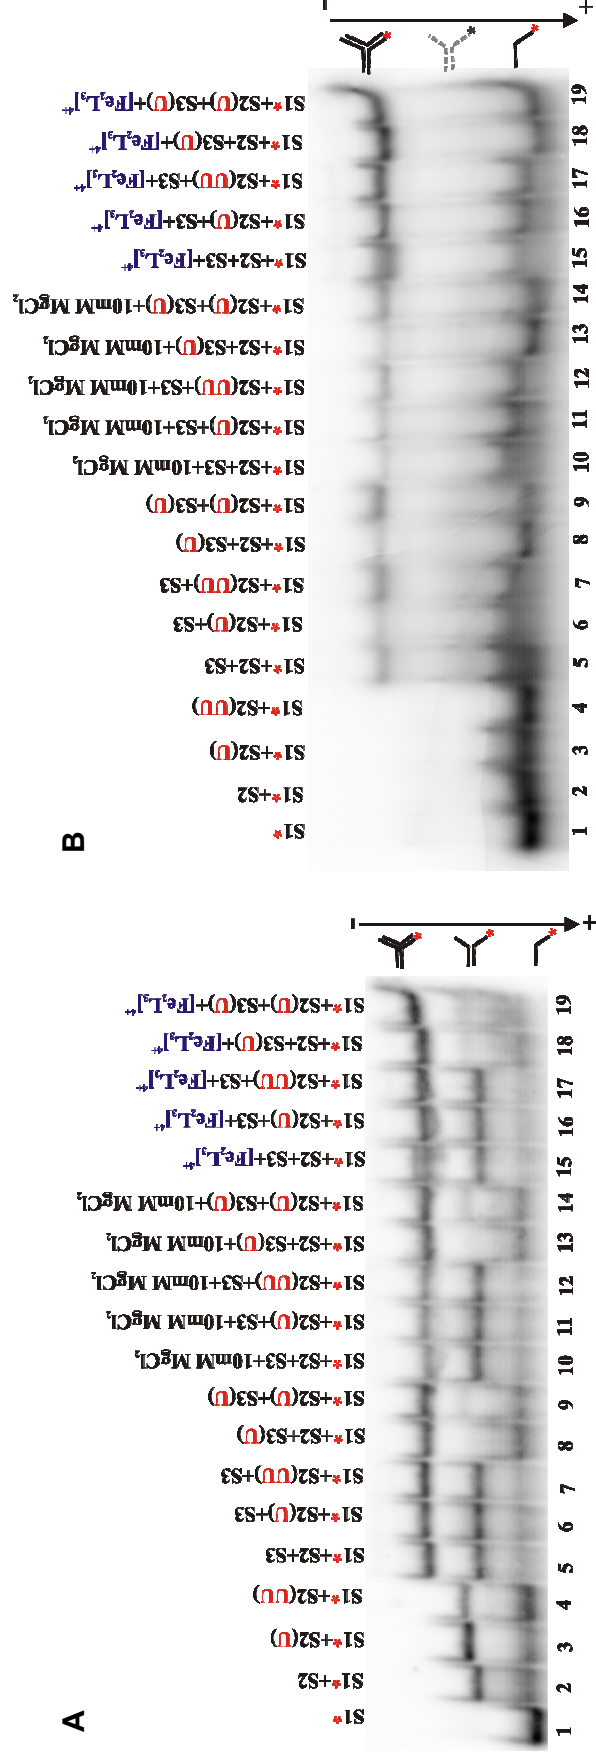 A
S1*
S1*+S2
S1*+S2(U)
S1*+S2(UU)
S1*+S2+S3
S1*+S2(U)+S3
S1*+S2(UU)+S3
S1*+S2+S3(U)
S1*+S2(U)+S3(U)
S1*+S2+S3+10mM MgCl₂
S1*+S2(U)+S3+10mM MgCl₂
S1*+S2(UU)+S3+10mM MgCl₂
S1*+S2+S3(U)+10mM MgCl₂
S1*+S2(U)+S3(U)+10mM MgCl₂
S1*+S2+S3+[Fe₂L₃]⁴⁺
S1*+S2(U)+S3+[Fe₂L₃]⁴⁺
S1*+S2(UU)+S3+[Fe₂L₃]⁴⁺
S1*+S2+S3(U)+[Fe₂L₃]⁴⁺
S1*+S2(U)+S3(U)+[Fe₂L₃]⁴⁺
-
*
*
*
+
1 2 3 4 5 6 7 8 9 10 11 12 13 14 15 16 17 18 19
B
S1*
S1*+S2
S1*+S2(U)
S1*+S2(UU)
S1*+S2+S3
S1*+S2(U)+S3
S1*+S2(UU)+S3
S1*+S2+S3(U)
S1*+S2(U)+S3(U)
S1*+S2+S3+10mM MgCl₂
S1*+S2(U)+S3+10mM MgCl₂
S1*+S2(UU)+S3+10mM MgCl₂
S1*+S2+S3(U)+10mM MgCl₂
S1*+S2(U)+S3(U)+10mM MgCl₂
S1*+S2+S3+[Fe₂L₃]⁴⁺
S1*+S2(U)+S3+[Fe₂L₃]⁴⁺
S1*+S2(UU)+S3+[Fe₂L₃]⁴⁺
S1*+S2+S3(U)+[Fe₂L₃]⁴⁺
S1*+S2(U)+S3(U)+[Fe₂L₃]⁴⁺
-
*
*
*
+
1 2 3 4 5 6 7 8 9 10 11 12 13 14 15 16 17 18 19